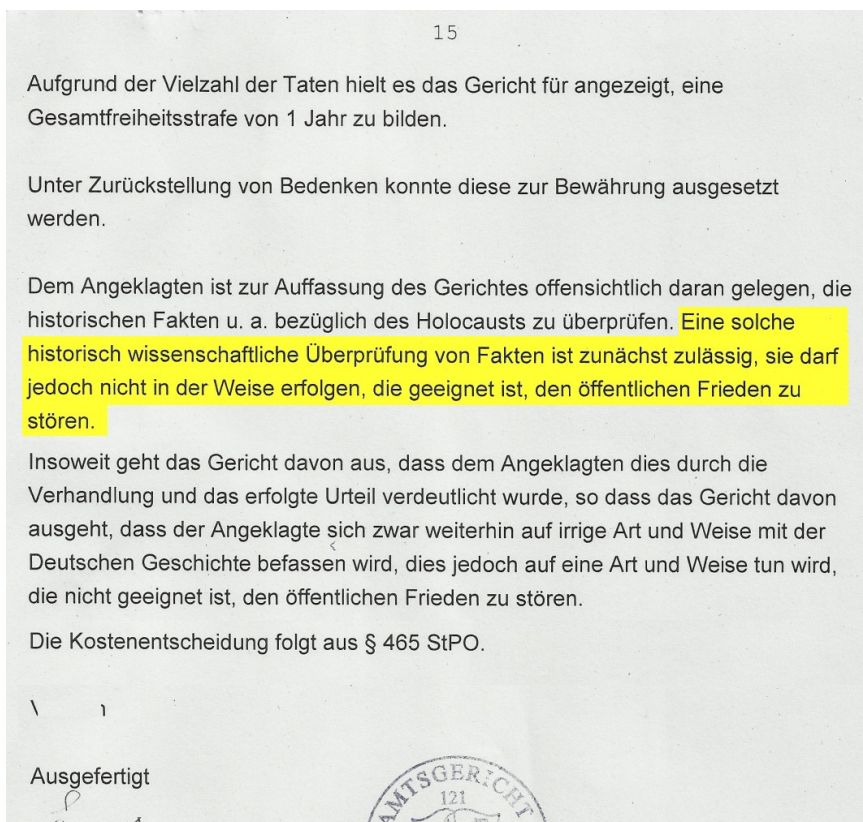 15
Aufgrund der Vielzahl der Taten hielt es das Gericht für angezeigt, eine
Gesamtfreiheitsstrafe von 1 Jahr zu bilden.
Unter Zurückstellung von Bedenken konnte diese zur Bewährung ausgesetzt
werden.
Dem Angeklagten ist zur Auffassung des Gerichtes offensichtlich daran gelegen, die
historischen Fakten u. a. bezüglich des Holocausts zu überprüfen. Eine solche
historisch wissenschaftliche Überprüfung von Fakten ist zunächst zulässig, sie darf
jedoch nicht in der Weise erfolgen, die geeignet ist, den öffentlichen Frieden zu
stören.
Insoweit geht das Gericht davon aus, dass dem Angeklagten dies durch die
Verhandlung und das erfolgte Urteil verdeutlicht wurde, so dass das Gericht davon
ausgeht, dass der Angeklagte sich zwar weiterhin auf irrige Art und Weise mit der
Deutschen Geschichte befassen wird, dies jedoch auf eine Art und Weise tun wird,
die nicht geeignet ist, den öffentlichen Frieden zu stören.
Die Kostenentscheidung folgt aus § 465 StPO.
Ausgefertigt
AMTSGERICHT
121